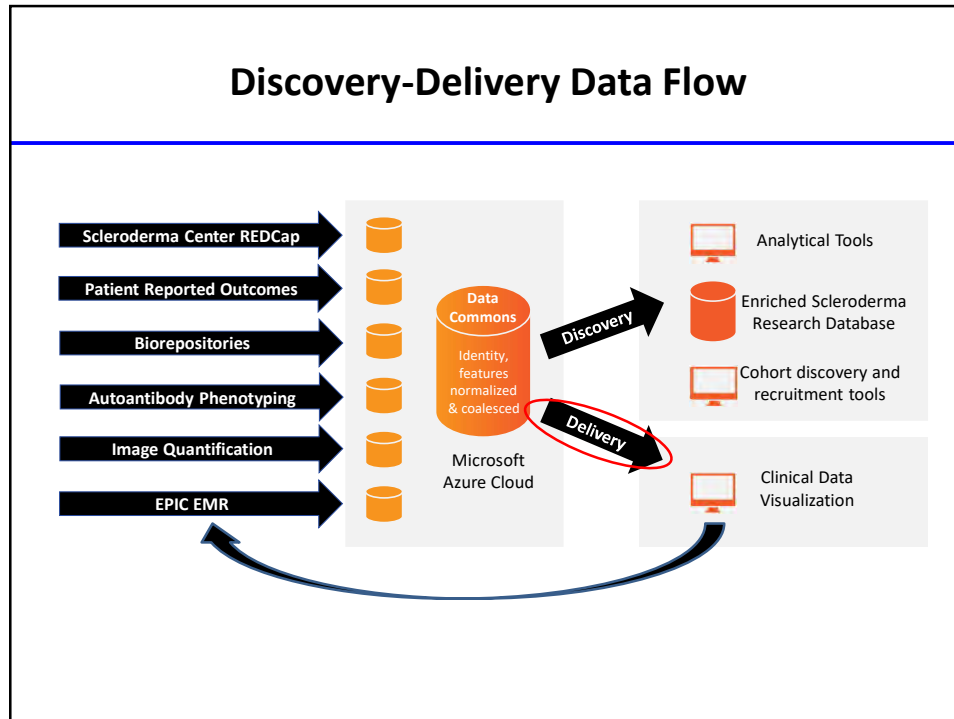 Discovery-Delivery Data Flow
Scleroderma Center REDCap
Patient Reported Outcomes
Biorepositories
Autoantibody Phenotyping
Image Quantification
EPIC EMR
Data
Commons
Identity,
features
normalized
& coalesced
Microsoft
Azure Cloud
Discovery
Delivery
Analytical Tools
Enriched Scleroderma
Research Database
Cohort discovery and
recruitment tools
Clinical Data
Visualization